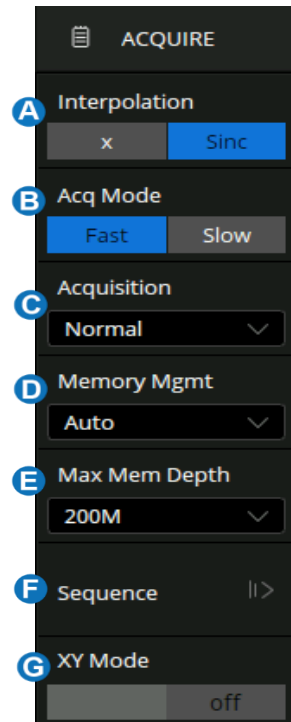 ACQUIRE
A Interpolation
x Sinc
B Acq Mode
Fast Slow
C Acquisition
Normal
D Memory Mgmt
Auto
E Max Mem Depth
200M
F Sequence
G XY Mode
off